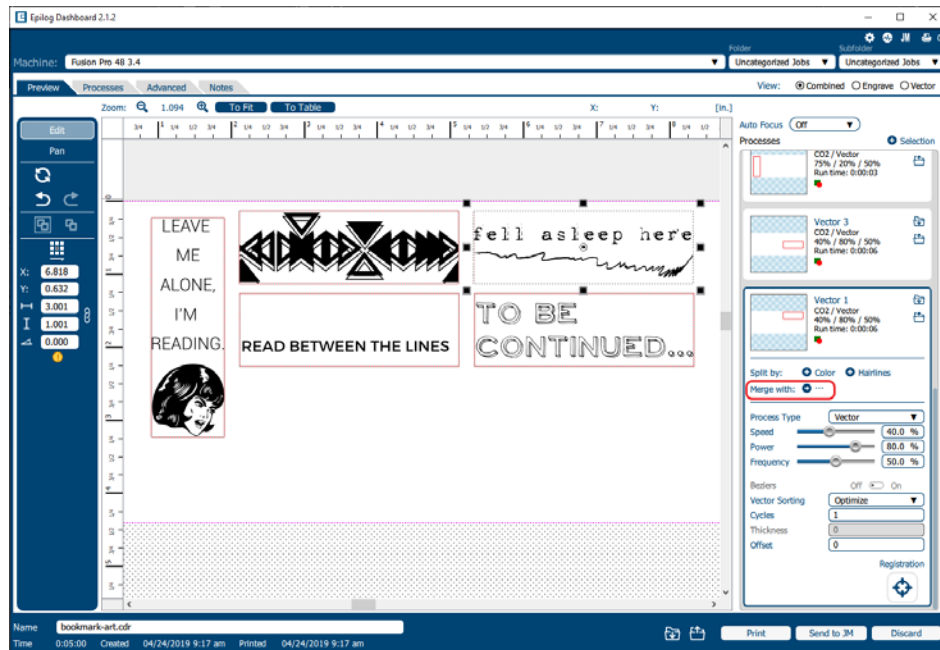 Epilog Dashboard 2.1.2
Machine: Fusion Pro 48 3.4
Folder
Uncategorized Jobs
Subfolder
Uncategorized Jobs
JM
Preview Processes Advanced Notes
View: Combined Engrave Vector
Zoom: 1.094 To Fit To Table X: Y: [in.]
Edit
Pan
X: 6.818
Y: 0.632
3.001
1.001
0.000
LEAVE
ME
ALONE,
I'M
READING.
fell asleep here
READ BETWEEN THE LINES
TO BE
CONTINUED...
Auto Focus Off
Processes Selection
CO2 / Vector
75% / 20% / 50%
Run time: 0:00:03
Vector 3
CO2 / Vector
40% / 80% / 50%
Run time: 0:00:06
Vector 1
CO2 / Vector
40% / 80% / 50%
Run time: 0:00:06
Split by: Color Hairlines
Merge with: ...
Process Type Vector
Speed 40.0 %
Power 80.0 %
Frequency 50.0 %
Beziers Off On
Vector Sorting Optimize
Cycles 1
Thickness 0
Offset 0
Registration
Name bookmark-art.cdr
Time 0:05:00 Created 04/24/2019 9:17 am Printed 04/24/2019 9:17 am
Print Send to JM Discard